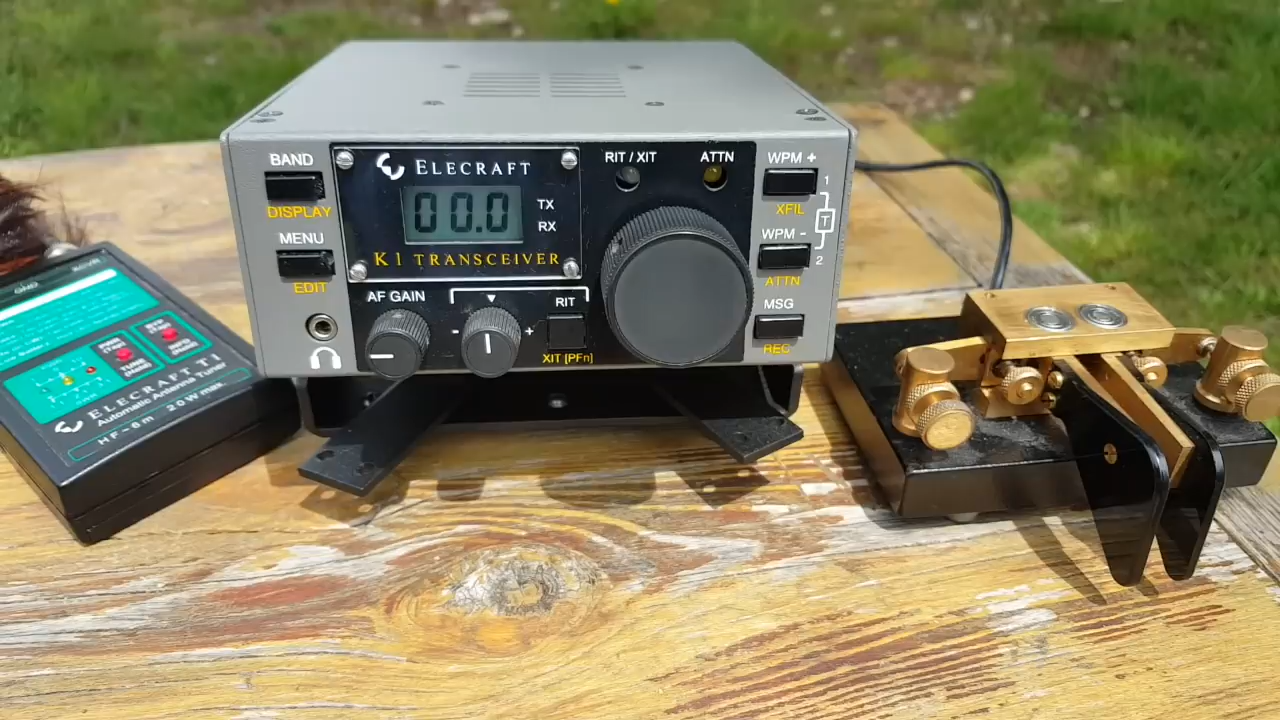 BAND
DISPLAY
MENU
EDIT
ELECRAFT
00.0
TX
RX
K1 TRANSCEIVER
RIT / XIT
ATTN
WPM +
XFIL
1
T
WPM -
2
ATTN
MSG
REC
AF GAIN
RIT
-
+
XIT [PFn]
ELECRAFT T1
Automatic Antenna Tuner
HF - 6m 20W max.